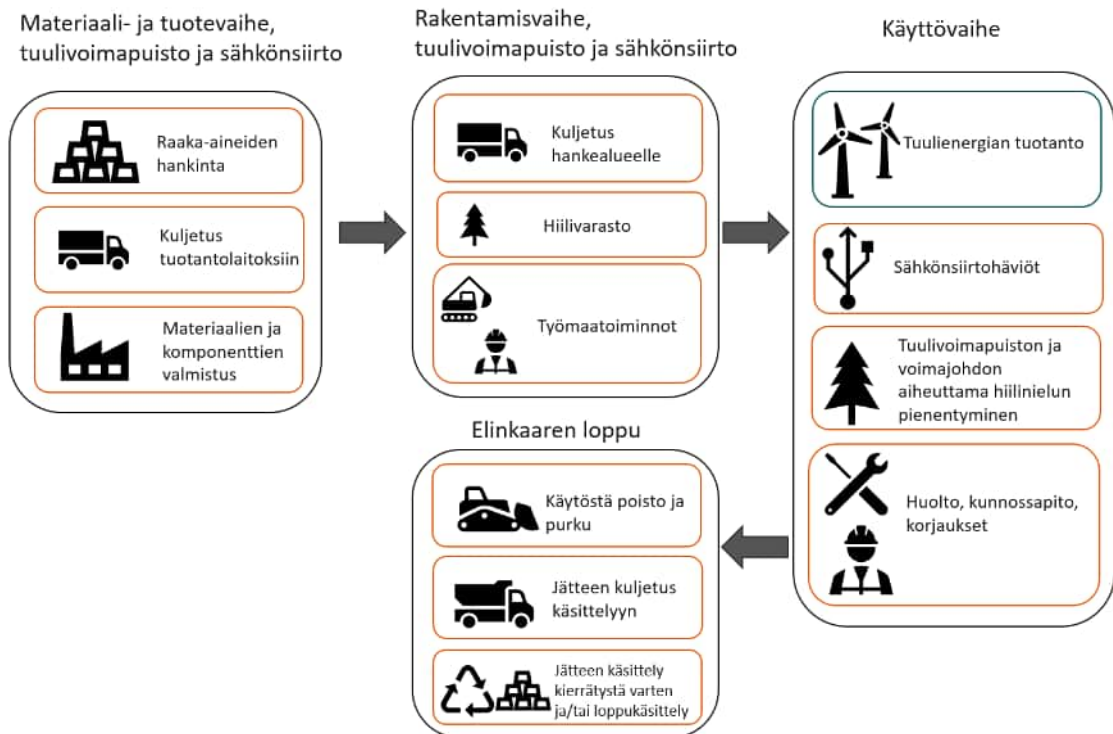 Materiaali- ja tuotevaihe,
tuulivoimapuisto ja sähkönsiirto
Raaka-aineiden
hankinta
Kuljetus
tuotantolaitoksiin
Materiaalien ja
komponenttien
valmistus
Rakentamisvaihe,
tuulivoimapuisto ja sähkönsiirto
Kuljetus
hankealueelle
Hiilivarasto
Työmaatoiminnot
Käyttövaihe
Tuulienergian tuotanto
Sähkönsiirtohäviöt
Tuulivoimapuiston ja
voimajohdon
aiheuttama hiilinielun
pienentyminen
Huolto, kunnossapito,
korjaukset
Elinkaaren loppu
Käytöstä poisto ja
purku
Jätteen kuljetus
käsittelyyn
Jätteen käsittely
kierrätystä varten
ja/tai loppukäsittely